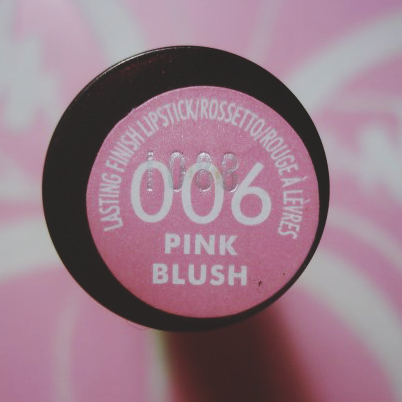 LASTING FINISH LIPSTICK/ROSSETTO/ROUGE À LÈVRES
006
PINK
BLUSH